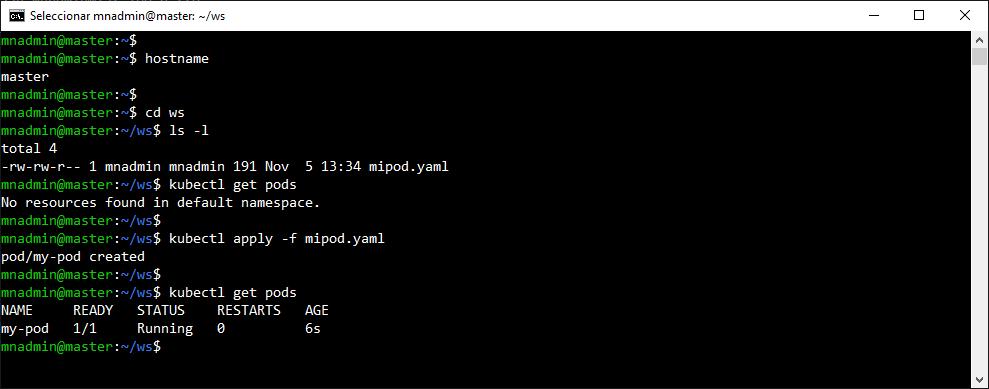 Seleccionar mnadmin@master: ~/ws
mnadmin@master:~$
mnadmin@master:~$ hostname
master
mnadmin@master:~$
mnadmin@master:~$ cd ws
mnadmin@master:~/ws$ ls -l
total 4
-rw-rw-r-- 1 mnadmin mnadmin 191 Nov  5 13:34 mipod.yaml
mnadmin@master:~/ws$ kubectl get pods
No resources found in default namespace.
mnadmin@master:~/ws$
mnadmin@master:~/ws$ kubectl apply -f mipod.yaml
pod/my-pod created
mnadmin@master:~/ws$
mnadmin@master:~/ws$ kubectl get pods
NAME     READY   STATUS    RESTARTS   AGE
my-pod   1/1     Running   0          6s
mnadmin@master:~/ws$